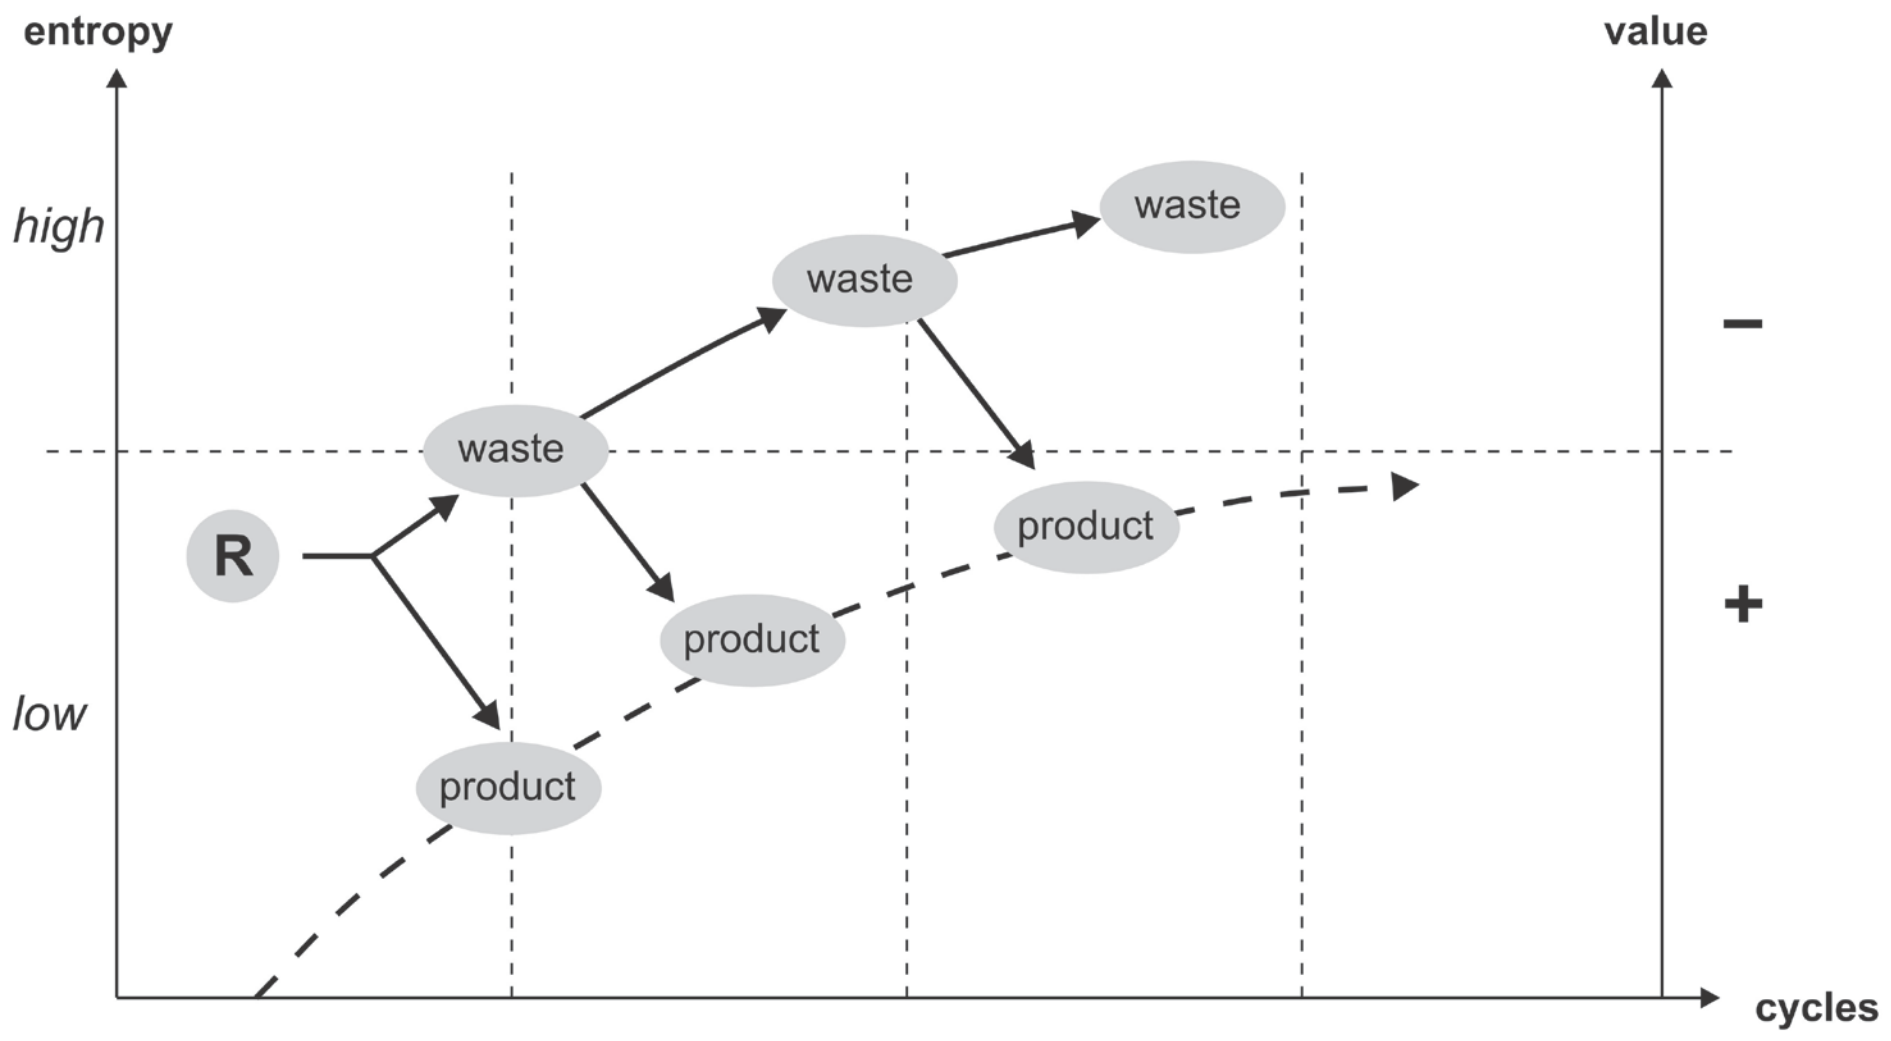 entropy
value
high
waste
waste
−
waste
R
product
+
product
low
product
cycles